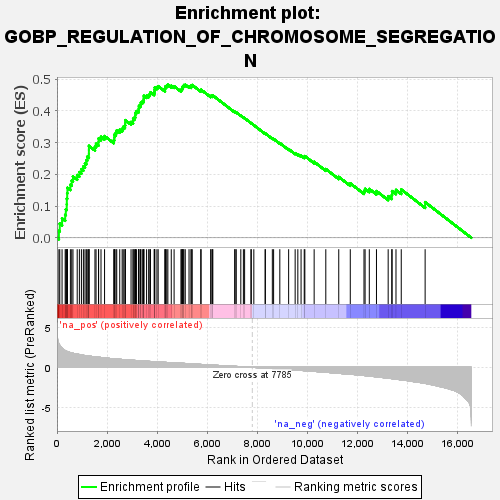 Enrichment plot:
GOBP_REGULATION_OF_CHROMOSOME_SEGREGATIO
N
Enrichment score (ES)
0.5
0.4
0.3
0.2
0.1
0.0
Ranked list metric (PreRanked)
5
0
-5
'na_pos' (positively correlated)
Zero cross at 7785
'na_neg' (negatively correlated)
0 2,000 4,000 6,000 8,000 10,000 12,000 14,000 16,000
Rank in Ordered Dataset
Enrichment profile Hits Ranking metric scores